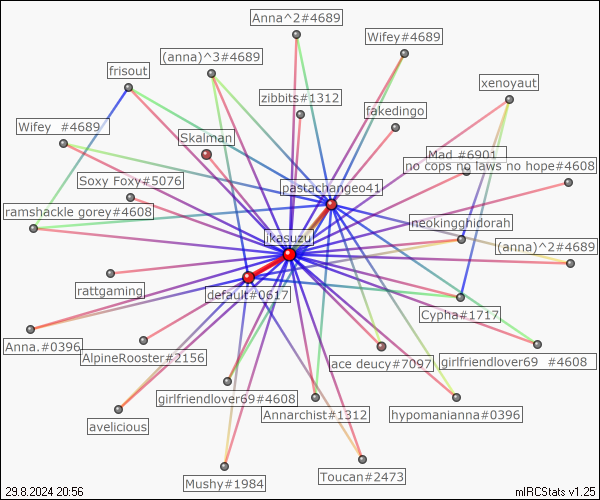 Anna^2#4689
Wifey#4689
(anna)^3#4689
frisout
xenoyaut
zibbits#1312
fakedingo
Wifey  #4689
Skalman
Mad #6901
no cops no laws no hope#4608
Soxy Foxy#5076
pastachangeo41
ramshackle gorey#4608
neokingghidorah
jkasuzu
(anna)^2#4689
rattgaming
default#0617
Cypha#1717
Anna.#0396
AlpineRooster#2156
ace deucy#7097
girlfriendlover69  #4608
girlfriendlover69#4608
Annarchist#1312
hypomanianna#0396
avelicious
Mushy#1984
Toucan#2473
29.8.2024 20:56
mIRCStats v1.25